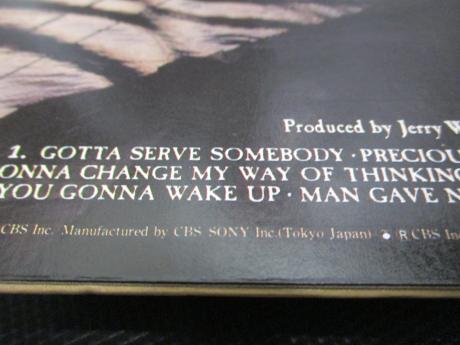 Produced by Jerry W
1. GOTTA SERVE SOMEBODY · PRECIOU
ONNA CHANGE MY WAY OF THINKING
YOU GONNA WAKE UP · MAN GAVE N
CBS Inc. Manufactured by CBS SONY Inc. (Tokyo Japan) ℗ CBS Inc